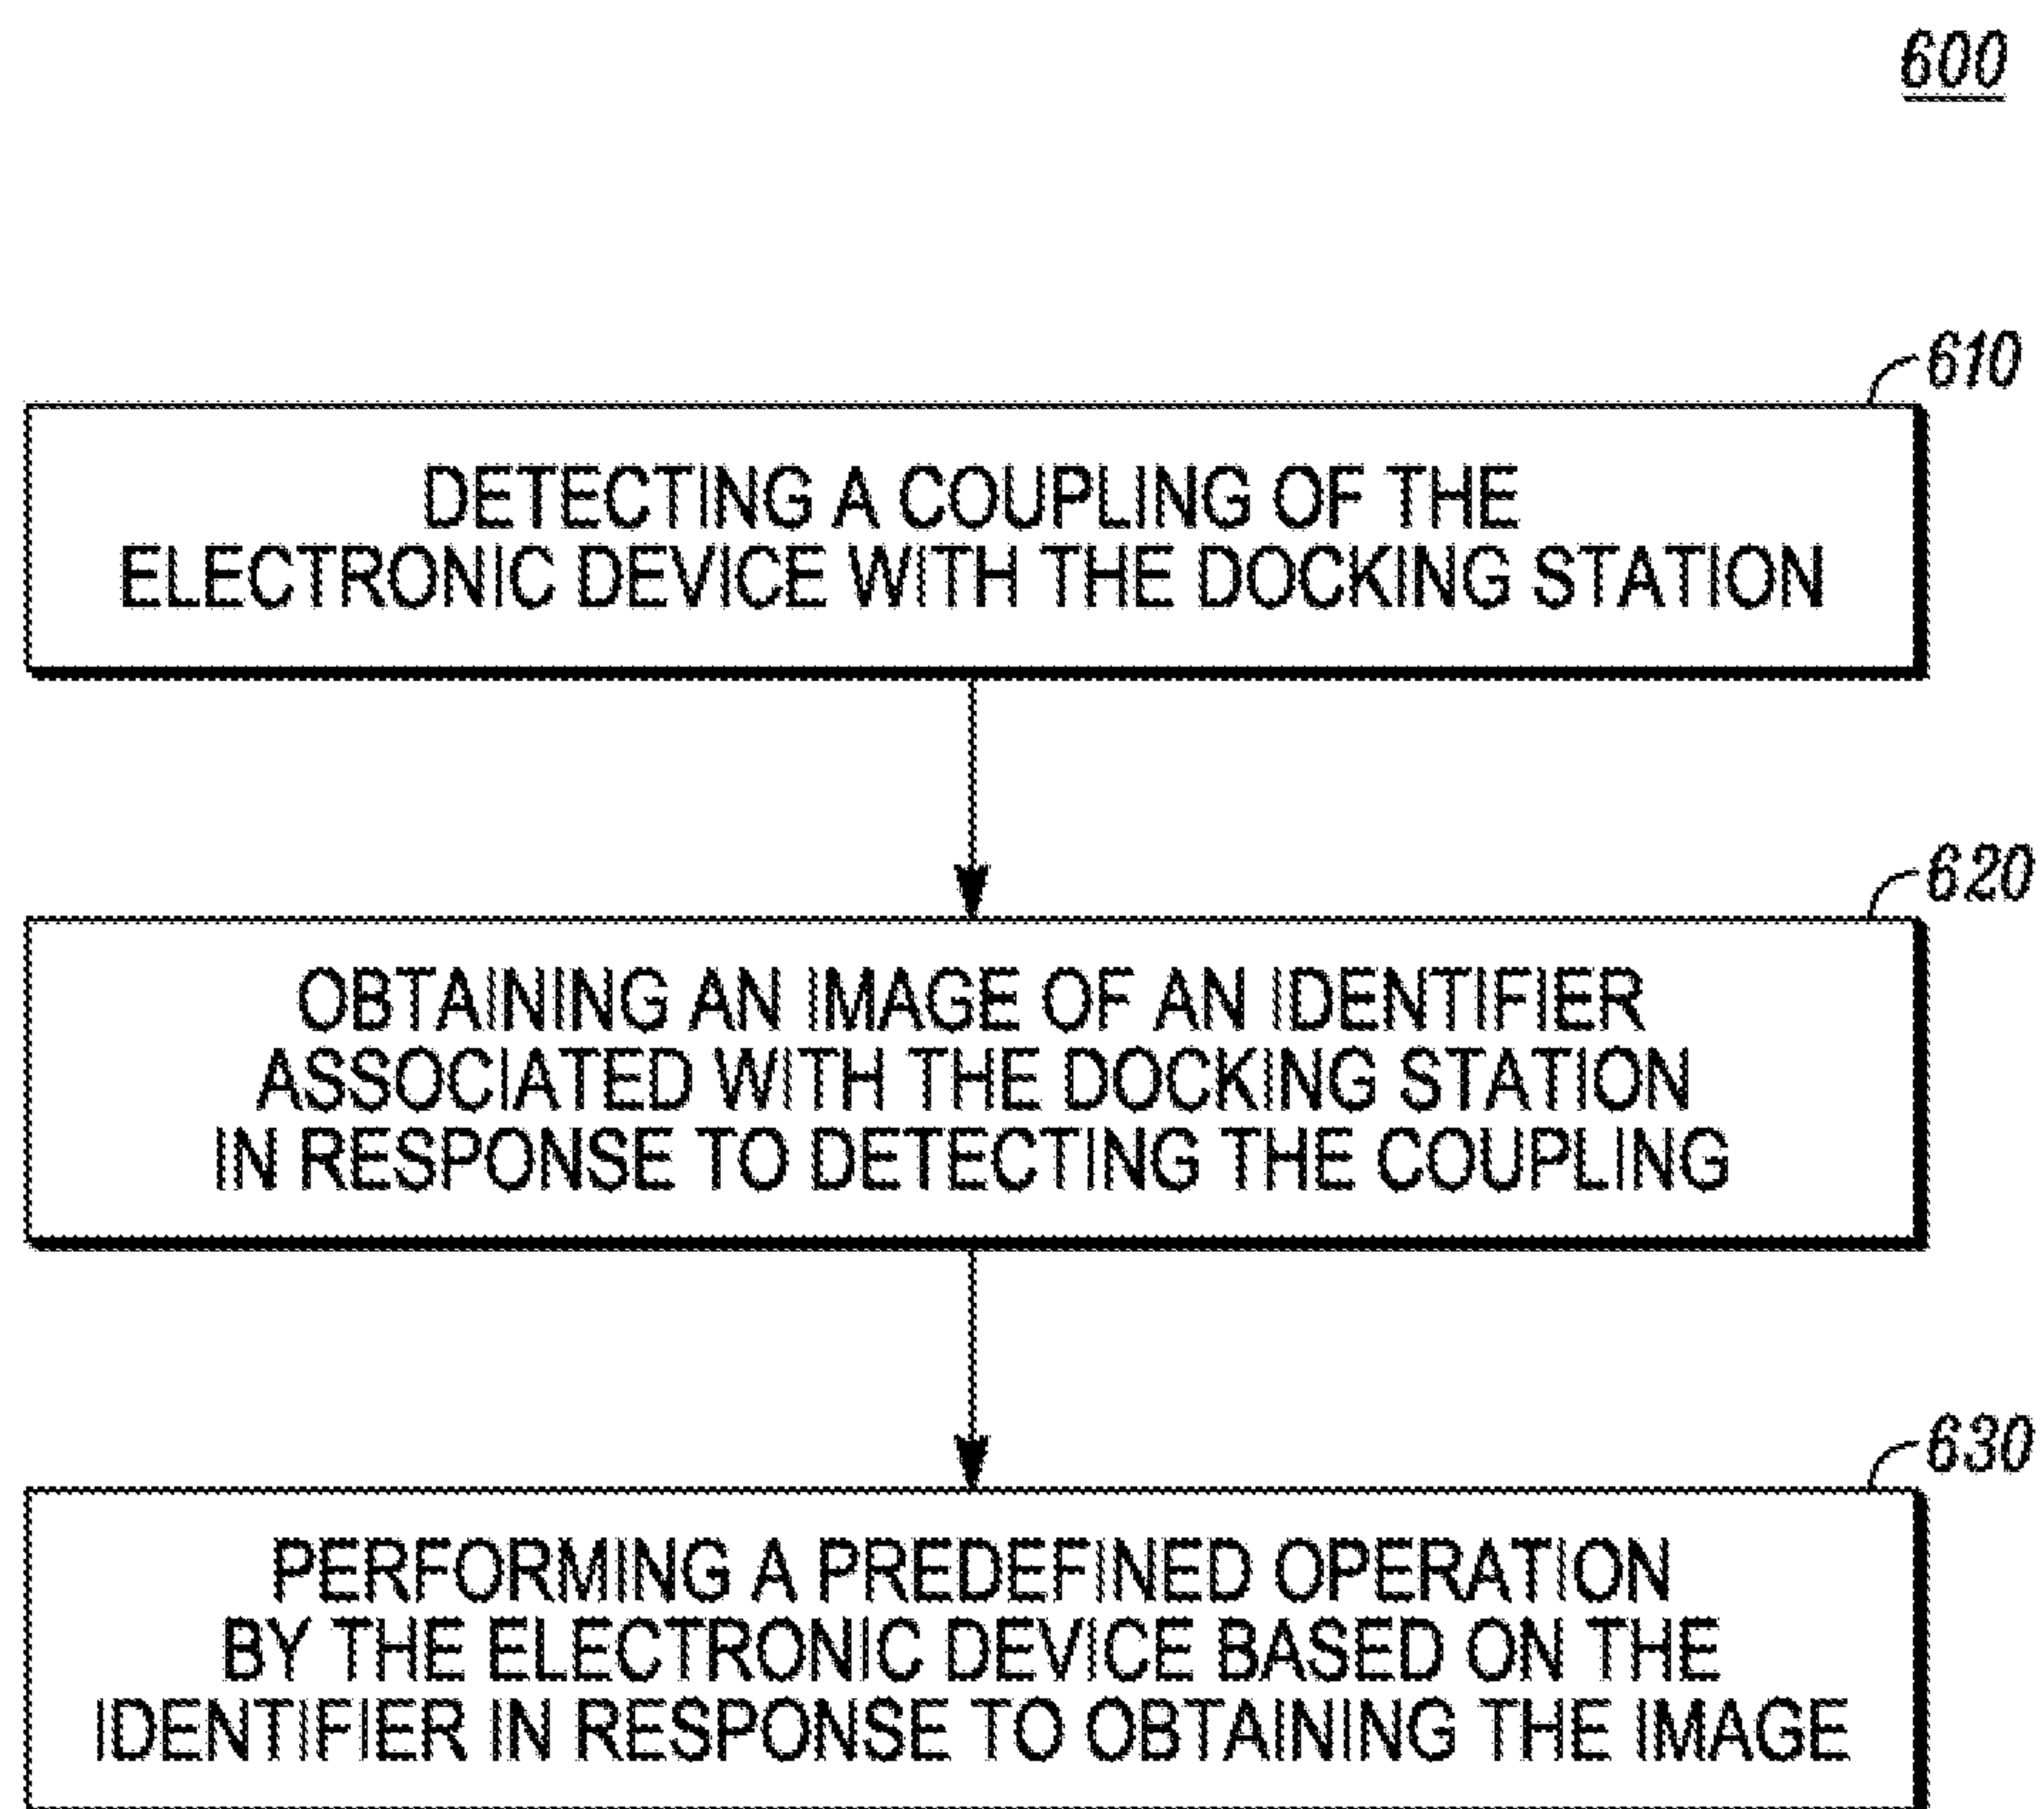 600
610
DETECTING A COUPLING OF THE
ELECTRONIC DEVICE WITH THE DOCKING STATION
620
OBTAINING AN IMAGE OF AN IDENTIFIER
ASSOCIATED WITH THE DOCKING STATION
IN RESPONSE TO DETECTING THE COUPLING
630
PERFORMING A PREDEFINED OPERATION
BY THE ELECTRONIC DEVICE BASED ON THE
IDENTIFIER IN RESPONSE TO OBTAINING THE IMAGE